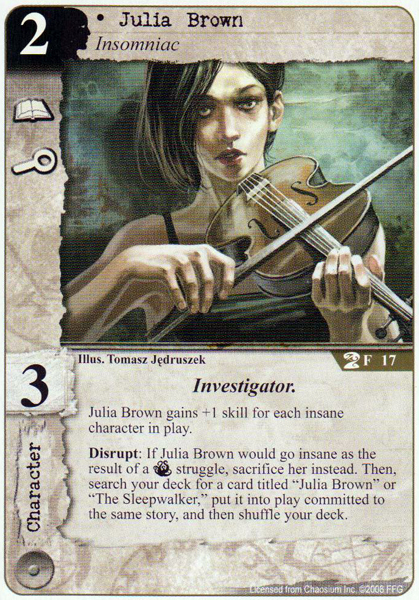 2
• Julia Brown
Insomniac
Illus. Tomasz Jędruszek
F 17
3
Investigator.
Julia Brown gains +1 skill for each insane
character in play.
Disrupt: If Julia Brown would go insane as the
result of a struggle, sacrifice her instead. Then,
search your deck for a card titled “Julia Brown” or
“The Sleepwalker,” put it into play committed to
the same story, and then shuffle your deck.
Character
Licensed from Chaosium Inc. ©2008 FFG